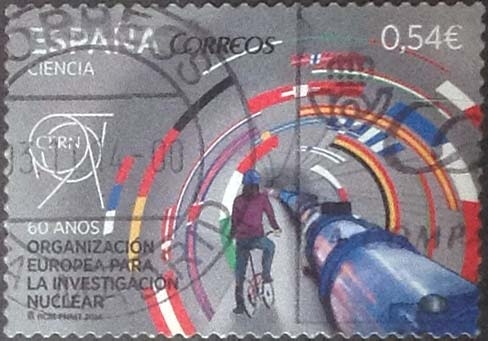 ESPAÑA CORREOS 0,54€
CIENCIA
CERN
60 AÑOS
ORGANIZACIÓN
EUROPEA PARA
LA INVESTIGACIÓN
NUCLEAR